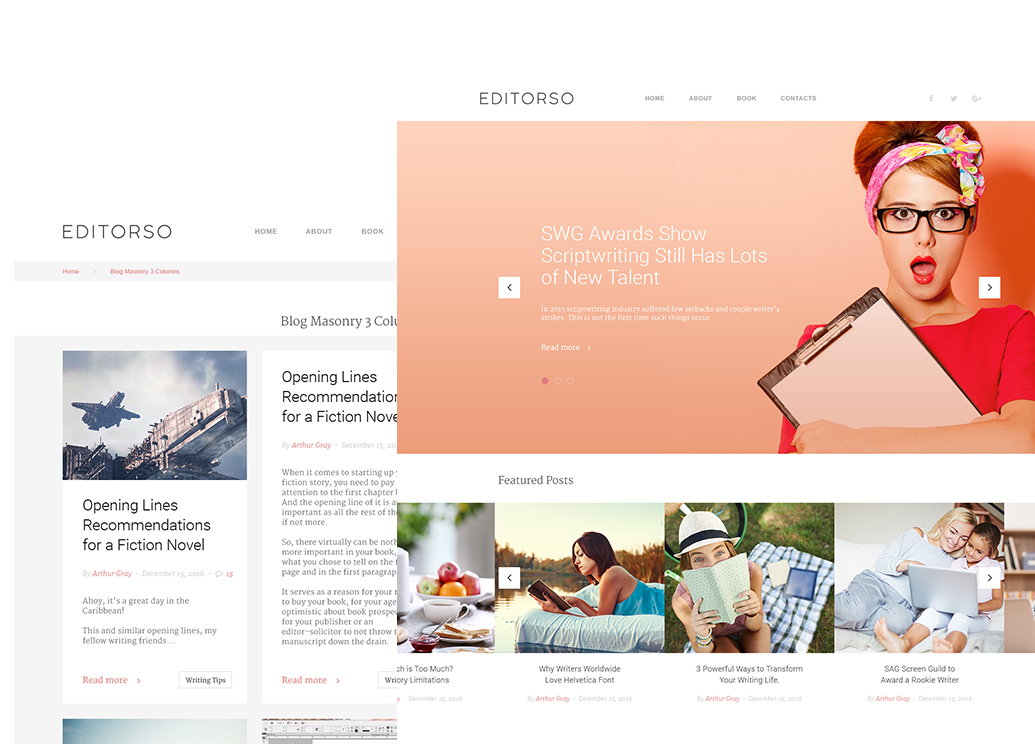 EDITORSO
HOME ABOUT BOOK CONTACTS
SWG Awards Show
Scriptwriting Still Has Lots
of New Talent
In 2015 scriptwriting industry suffered few setbacks and couple writer's
strikes. This is not the first time such things occur.
Read more
Featured Posts
ch is Too Much?
ory Limitations
y - December 15, 2016
Why Writers Worldwide
Love Helvetica Font
By Arthur Gray - December 15, 2016
3 Powerful Ways to Transform
Your Writing Life.
By Arthur Gray - December 15, 2016
SAG Screen Guild to
Award a Rookie Writer
By Arthur Gray - December 15, 2016
EDITORSO
HOME ABOUT BOOK
Home > Blog Masonry 3 Columns
Blog Masonry 3 Colu
Opening Lines
Recommendations
for a Fiction Novel
By Arthur Gray - December 15, 2016 - 15
Ahoy, it's a great day in the
Caribbean!
This and similar opening lines, my
fellow writing friends ...
Read more
Writing Tips
Opening Lines
Recommendation
for a Fiction Nove
By Arthur Gray - December 15, 20
When it comes to starting up
fiction story, you need to pay
attention to the first chapter
And the opening line of it is a
important as all the rest of the
if not more.
So, there virtually can be noth
more important in your book,
what you chose to tell on the f
page and in the first paragrap
It serves as a reason for your r
to buy your book, for your age
optimistic about book prospe
for your publisher or an
editor-solicitor to not throw t
manuscript down the drain.
Read more
Wri